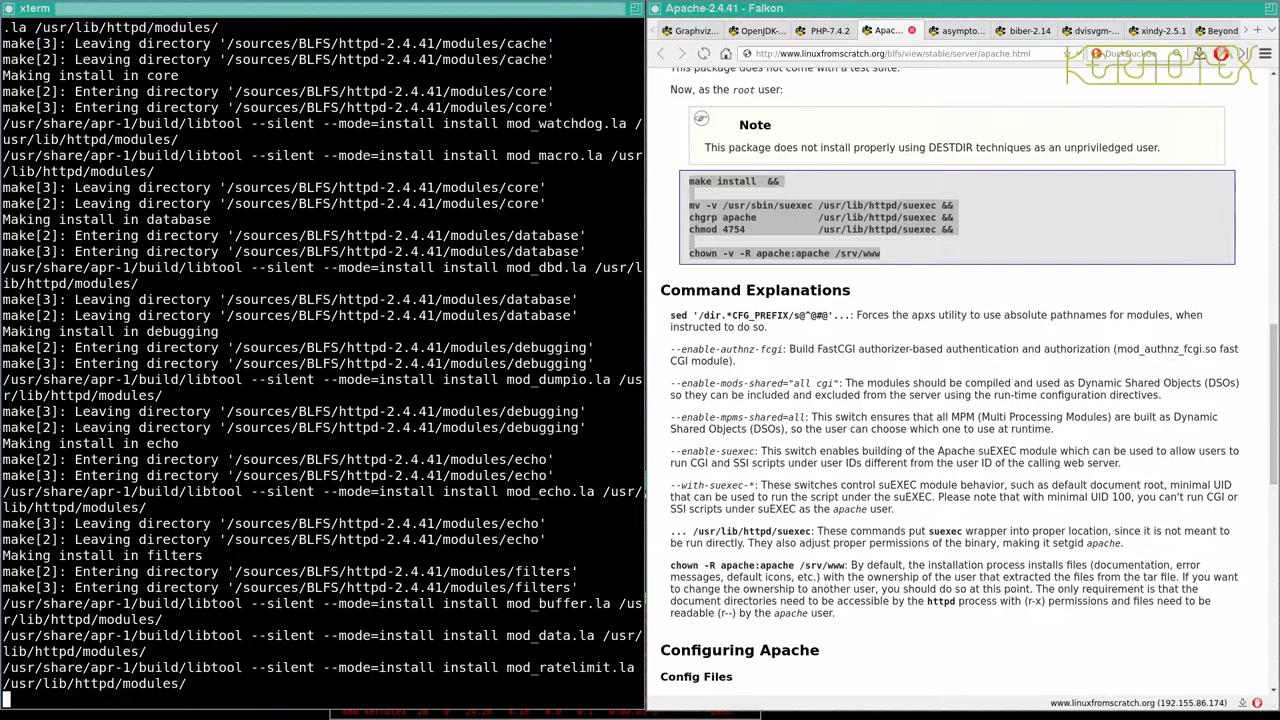 xterm
.la /usr/lib/httpd/modules/
make[3]: Leaving directory '/sources/BLFS/httpd-2.4.41/modules/cache'
make[2]: Leaving directory '/sources/BLFS/httpd-2.4.41/modules/cache'
Making install in core
make[2]: Entering directory '/sources/BLFS/httpd-2.4.41/modules/core'
make[3]: Entering directory '/sources/BLFS/httpd-2.4.41/modules/core'
/usr/share/apr-1/build/libtool --silent --mode=install install mod_watchdog.la /
usr/lib/httpd/modules/
/usr/share/apr-1/build/libtool --silent --mode=install install mod_macro.la /usr
/lib/httpd/modules/
make[3]: Leaving directory '/sources/BLFS/httpd-2.4.41/modules/core'
make[2]: Leaving directory '/sources/BLFS/httpd-2.4.41/modules/core'
Making install in database
make[2]: Entering directory '/sources/BLFS/httpd-2.4.41/modules/database'
make[3]: Entering directory '/sources/BLFS/httpd-2.4.41/modules/database'
/usr/share/apr-1/build/libtool --silent --mode=install install mod_dbd.la /usr/l
ib/httpd/modules/
make[3]: Leaving directory '/sources/BLFS/httpd-2.4.41/modules/database'
make[2]: Leaving directory '/sources/BLFS/httpd-2.4.41/modules/database'
Making install in debugging
make[2]: Entering directory '/sources/BLFS/httpd-2.4.41/modules/debugging'
make[3]: Entering directory '/sources/BLFS/httpd-2.4.41/modules/debugging'
/usr/share/apr-1/build/libtool --silent --mode=install install mod_dumpio.la /us
r/lib/httpd/modules/
make[3]: Leaving directory '/sources/BLFS/httpd-2.4.41/modules/debugging'
make[2]: Leaving directory '/sources/BLFS/httpd-2.4.41/modules/debugging'
Making install in echo
make[2]: Entering directory '/sources/BLFS/httpd-2.4.41/modules/echo'
make[3]: Entering directory '/sources/BLFS/httpd-2.4.41/modules/echo'
/usr/share/apr-1/build/libtool --silent --mode=install install mod_echo.la /usr/
lib/httpd/modules/
make[3]: Leaving directory '/sources/BLFS/httpd-2.4.41/modules/echo'
make[2]: Leaving directory '/sources/BLFS/httpd-2.4.41/modules/echo'
Making install in filters
make[2]: Entering directory '/sources/BLFS/httpd-2.4.41/modules/filters'
make[3]: Entering directory '/sources/BLFS/httpd-2.4.41/modules/filters'
/usr/share/apr-1/build/libtool --silent --mode=install install mod_buffer.la /us
r/lib/httpd/modules/
/usr/share/apr-1/build/libtool --silent --mode=install install mod_data.la /usr/
lib/httpd/modules/
/usr/share/apr-1/build/libtool --silent --mode=install install mod_ratelimit.la
/usr/lib/httpd/modules/
Apache-2.4.41 - Falkon
Graphviz... OpenJDK-... PHP-7.4.2 Apac... asympto... biber-2.14 dvisvgm-... xindy-2.5.1 Beyond
http://www.linuxfromscratch.org/blfs/view/stable/server/apache.html DuckDuckGo
KERNOTEX
This package does not come with a test suite.
Now, as the root user:
Note
This package does not install properly using DESTDIR techniques as an unpriviledged user.
make install &&
mv -v /usr/sbin/suexec /usr/lib/httpd/suexec &&
chgrp apache /usr/lib/httpd/suexec &&
chmod 4754 /usr/lib/httpd/suexec &&
chown -v -R apache:apache /srv/www
Command Explanations
sed '/dir.*CFG_PREFIX/s@^@#@'...: Forces the apxs utility to use absolute pathnames for modules, when
instructed to do so.
--enable-authnz-fcgi: Build FastCGI authorizer-based authentication and authorization (mod_authnz_fcgi.so fast
CGI module).
--enable-mods-shared="all cgi": The modules should be compiled and used as Dynamic Shared Objects (DSOs)
so they can be included and excluded from the server using the run-time configuration directives.
--enable-mpms-shared=all: This switch ensures that all MPM (Multi Processing Modules) are built as Dynamic
Shared Objects (DSOs), so the user can choose which one to use at runtime.
--enable-suexec: This switch enables building of the Apache suEXEC module which can be used to allow users to
run CGI and SSI scripts under user IDs different from the user ID of the calling web server.
--with-suexec-*: These switches control suEXEC module behavior, such as default document root, minimal UID
that can be used to run the script under the suEXEC. Please note that with minimal UID 100, you can't run CGI or
SSI scripts under suEXEC as the apache user.
... /usr/lib/httpd/suexec: These commands put suexec wrapper into proper location, since it is not meant to
be run directly. They also adjust proper permissions of the binary, making it setgid apache.
chown -R apache:apache /srv/www: By default, the installation process installs files (documentation, error
messages, default icons, etc.) with the ownership of the user that extracted the files from the tar file. If you want
to change the ownership to another user, you should do so at this point. The only requirement is that the
document directories need to be accessible by the httpd process with (r-x) permissions and files need to be
readable (r--) by the apache user.
Configuring Apache
Config Files
www.linuxfromscratch.org (192.155.86.174)